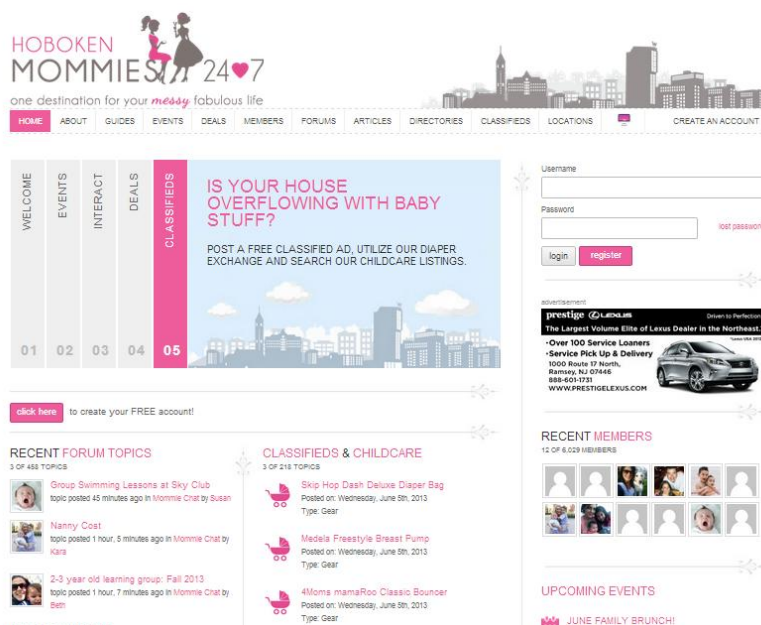 HOBOKEN
MOMMIES 24 7
one destination for your messy fabulous life
HOME ABOUT GUIDES EVENTS DEALS MEMBERS FORUMS ARTICLES DIRECTORIES CLASSIFIEDS LOCATIONS CREATE AN ACCOUNT
WELCOME
01
EVENTS
02
INTERACT
03
DEALS
04
CLASSIFIEDS
05
IS YOUR HOUSE
OVERFLOWING WITH BABY
STUFF?
POST A FREE CLASSIFIED AD, UTILIZE OUR DIAPER
EXCHANGE AND SEARCH OUR CHILDCARE LISTINGS.
Username
Password
lost password
login register
advertisement
prestige LEXUS Driven to Perfection
The Largest Volume Elite of Lexus Dealer in the Northeast.
*Lexus USA 2012
•Over 100 Service Loaners
•Service Pick Up & Delivery
1000 Route 17 North,
Ramsey, NJ 07446
888-601-1731
WWW.PRESTIGELEXUS.COM
click here to create your FREE account!
RECENT FORUM TOPICS
3 OF 458 TOPICS
Group Swimming Lessons at Sky Club
topic posted 45 minutes ago in Mommie Chat by Susan
Nanny Cost
topic posted 1 hour, 5 minutes ago in Mommie Chat by
Kara
2-3 year old learning group: Fall 2013
topic posted 1 hour, 7 minutes ago in Mommie Chat by
Beth
CLASSIFIEDS & CHILDCARE
3 OF 218 TOPICS
Skip Hop Dash Deluxe Diaper Bag
Posted on: Wednesday, June 5th, 2013
Type: Gear
Medela Freestyle Breast Pump
Posted on: Wednesday, June 5th, 2013
Type: Gear
4Moms mamaRoo Classic Bouncer
Posted on: Wednesday, June 5th, 2013
Type: Gear
RECENT MEMBERS
12 OF 6,029 MEMBERS
UPCOMING EVENTS
JUNE FAMILY BRUNCH!